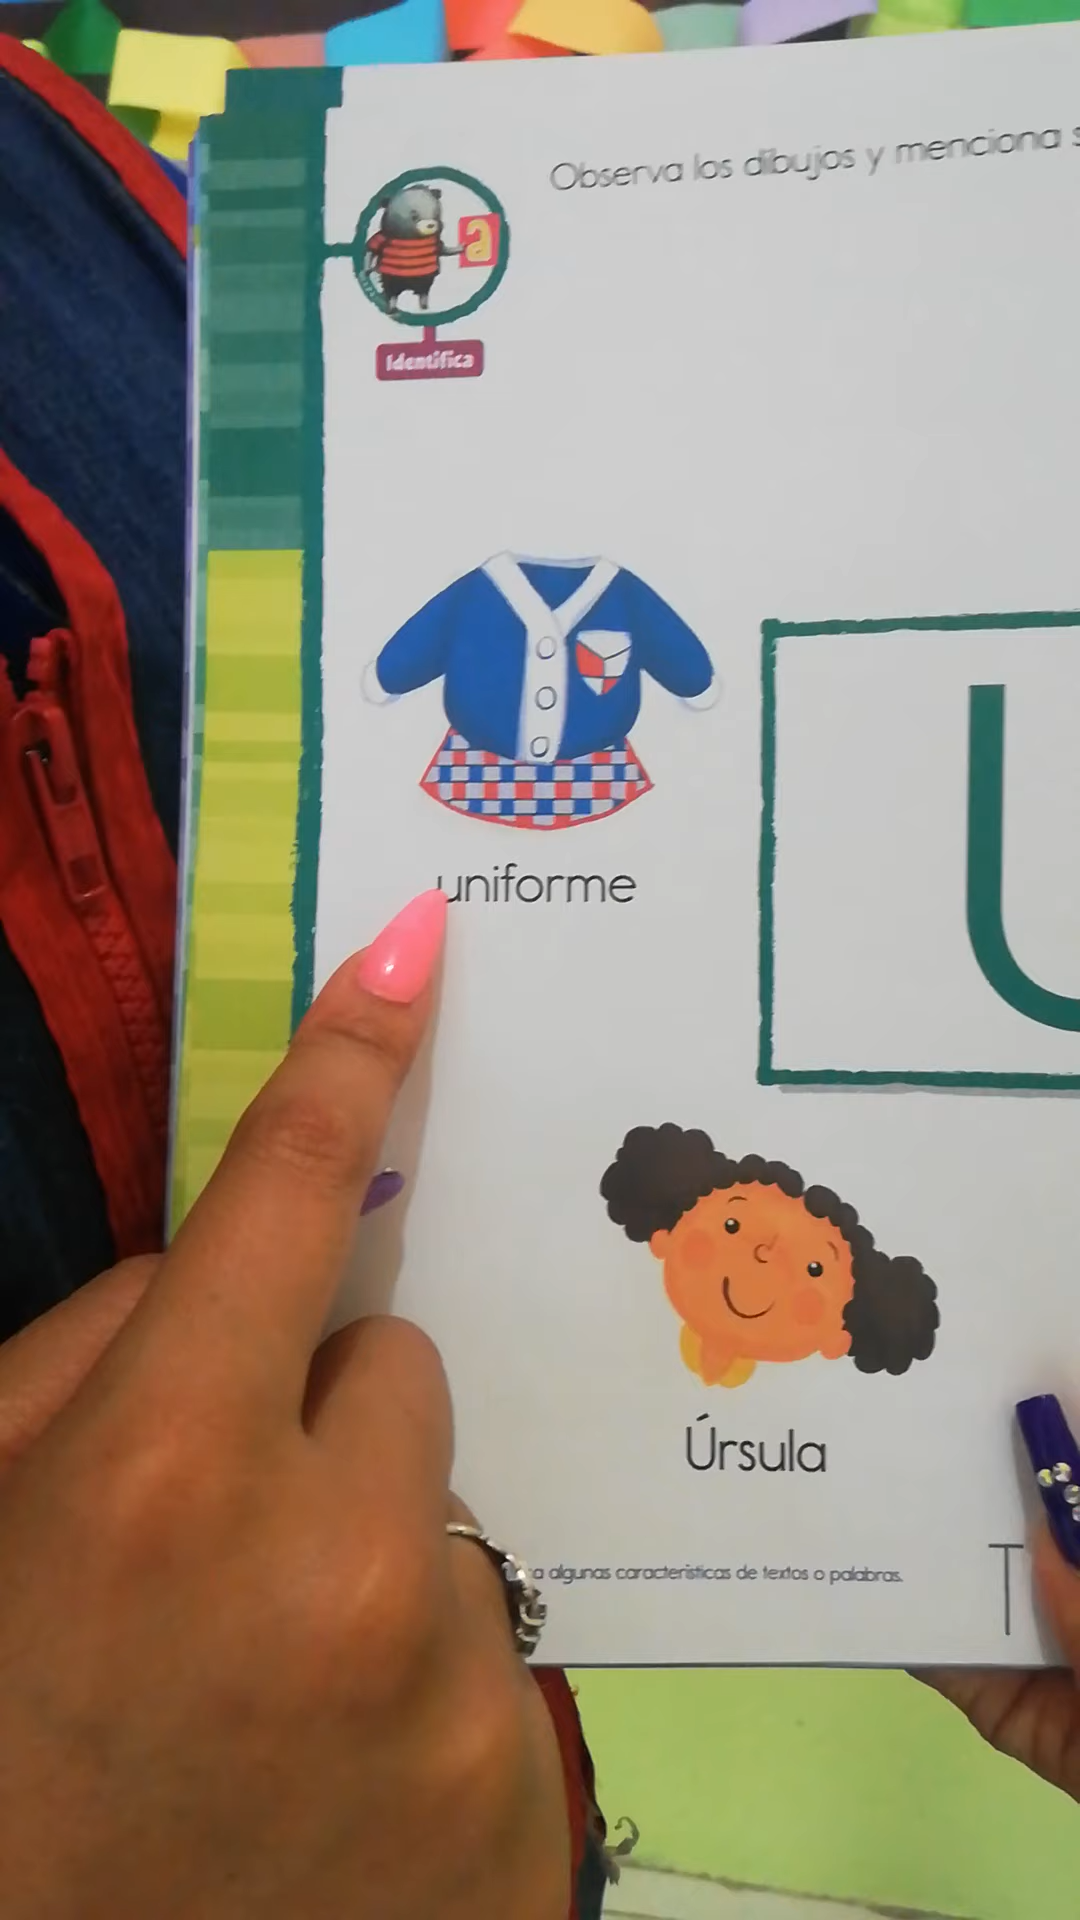 Observa los dibujos y menciona
a
Identifica
uniforme
U
Úrsula
algunas características de textos o palabras.
T